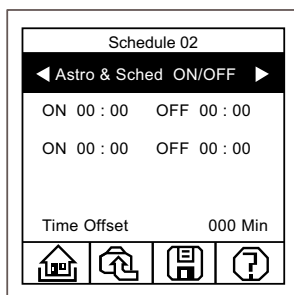 Schedule 02
Astro & Sched ON/OFF
ON 00 : 00 OFF 00 : 00
ON 00 : 00 OFF 00 : 00
Time Offset 000 Min
?